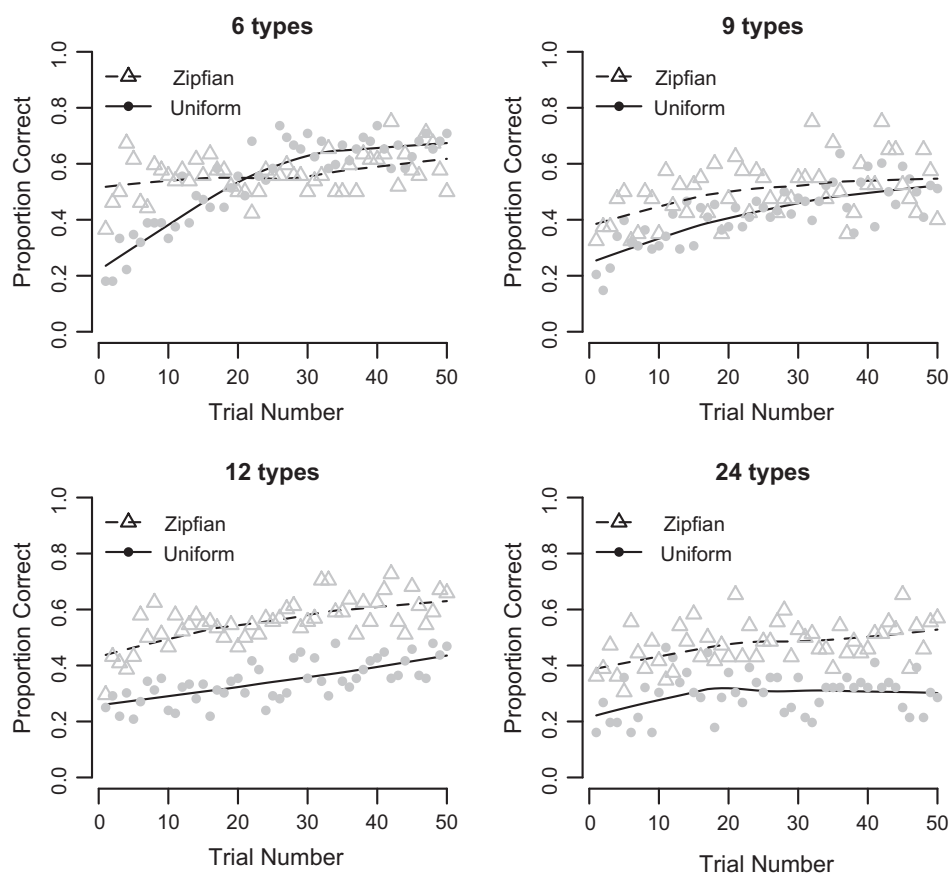 6 types
Proportion Correct
1.0
0.8
0.6
0.4
0.2
0.0
Zipfian
Uniform
0 10 20 30 40 50
Trial Number
9 types
Proportion Correct
1.0
0.8
0.6
0.4
0.2
0.0
Zipfian
Uniform
0 10 20 30 40 50
Trial Number
12 types
Proportion Correct
1.0
0.8
0.6
0.4
0.2
0.0
Zipfian
Uniform
0 10 20 30 40 50
Trial Number
24 types
Proportion Correct
1.0
0.8
0.6
0.4
0.2
0.0
Zipfian
Uniform
0 10 20 30 40 50
Trial Number